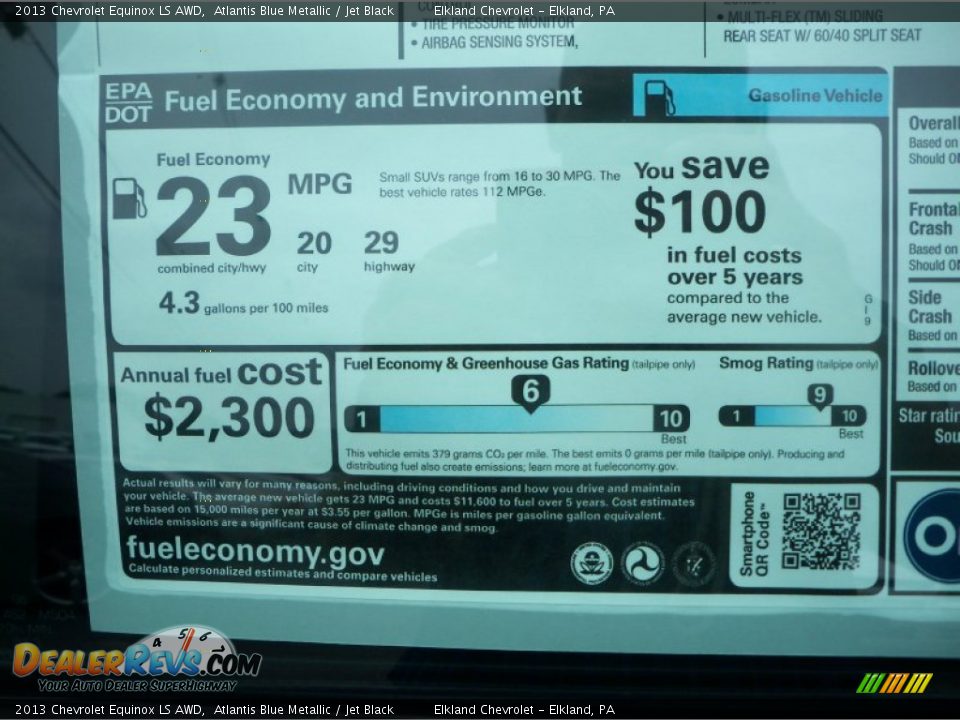 2013 Chevrolet Equinox LS AWD, Atlantis Blue Metallic / Jet Black Elkland Chevrolet - Elkland, PA
• TIRE PRESSURE MONITOR
• AIRBAG SENSING SYSTEM,
• MULTI-FLEX (TM) SLIDING
REAR SEAT W/ 60/40 SPLIT SEAT
EPA
DOT
Fuel Economy and Environment
Gasoline Vehicle
Fuel Economy
23 MPG
combined city/hwy
20
city
29
highway
4.3 gallons per 100 miles
Small SUVs range from 16 to 30 MPG. The
best vehicle rates 112 MPGe.
You save
$100
in fuel costs
over 5 years
compared to the
average new vehicle.
Annual fuel cost
$2,300
Fuel Economy & Greenhouse Gas Rating (tailpipe only)
1 6 10
Best
Smog Rating (tailpipe only)
1 9 10
Best
This vehicle emits 379 grams CO₂ per mile. The best emits 0 grams per mile (tailpipe only). Producing and
distributing fuel also create emissions; learn more at fueleconomy.gov.
Actual results will vary for many reasons, including driving conditions and how you drive and maintain
your vehicle. The average new vehicle gets 23 MPG and costs $11,600 to fuel over 5 years. Cost estimates
are based on 15,000 miles per year at $3.55 per gallon. MPGe is miles per gasoline gallon equivalent.
Vehicle emissions are a significant cause of climate change and smog.
fueleconomy.gov
Calculate personalized estimates and compare vehicles
Smartphone
QR Code™
Overall
Based on
Frontal
Crash
Based on
Side
Crash
Based on
Based on
DEALERREVS.COM
YOUR AUTO DEALER SUPERHIGHWAY
4 5 6
2013 Chevrolet Equinox LS AWD, Atlantis Blue Metallic / Jet Black Elkland Chevrolet - Elkland, PA